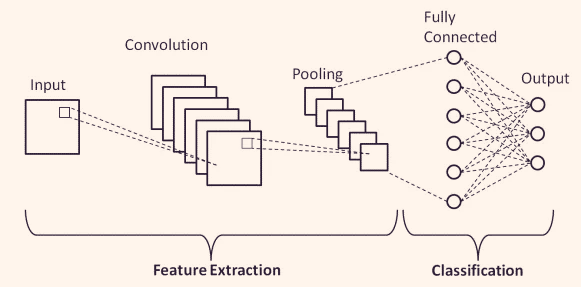 Fully
Connected
Convolution
Pooling
Input
Output
Feature Extraction
Classification